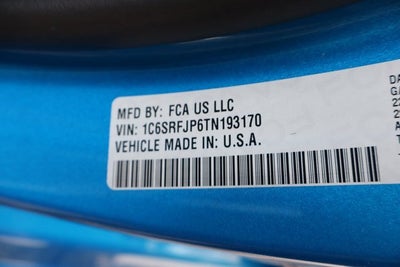 MFD BY: FCA US LLC
VIN: 1C6SRFJP6TN193170
VEHICLE MADE IN: U.S.A.